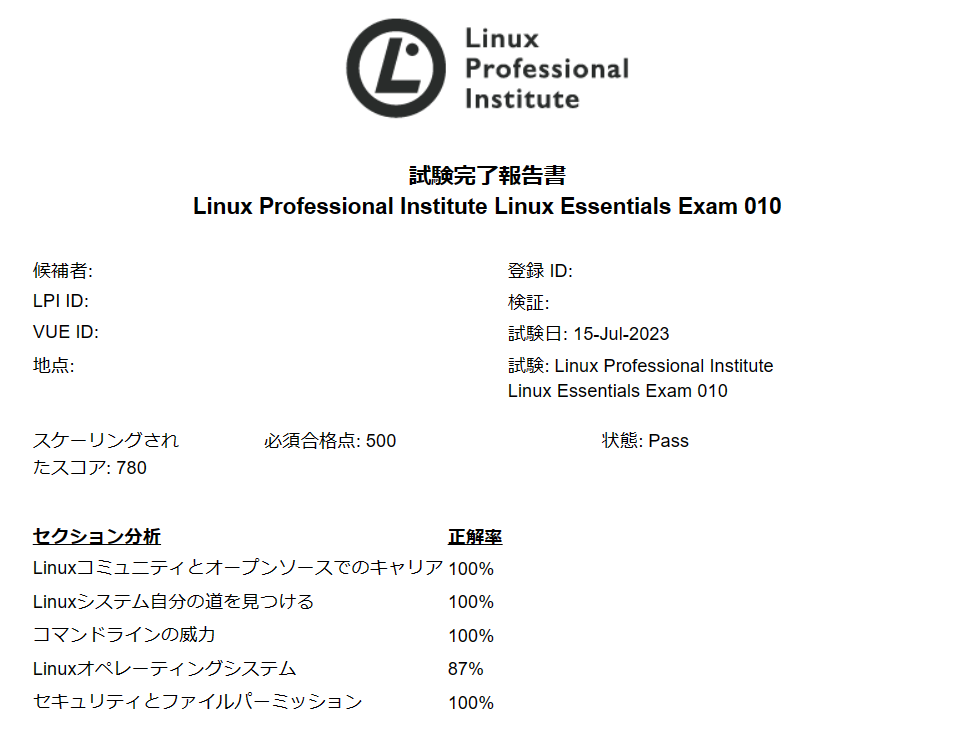 Linux
Professional
Institute
試験完了報告書
Linux Professional Institute Linux Essentials Exam 010
候補者:
LPI ID:
VUE ID:
地点:
登録 ID:
検証:
試験日: 15-Jul-2023
試験: Linux Professional Institute
Linux Essentials Exam 010
スケーリングされ
たスコア: 780
必須合格点: 500
状態: Pass
セクション分析 正解率
Linuxコミュニティとオープンソースでのキャリア 100%
Linuxシステム自分の道を見つける 100%
コマンドラインの威力 100%
Linuxオペレーティングシステム 87%
セキュリティとファイルパーミッション 100%